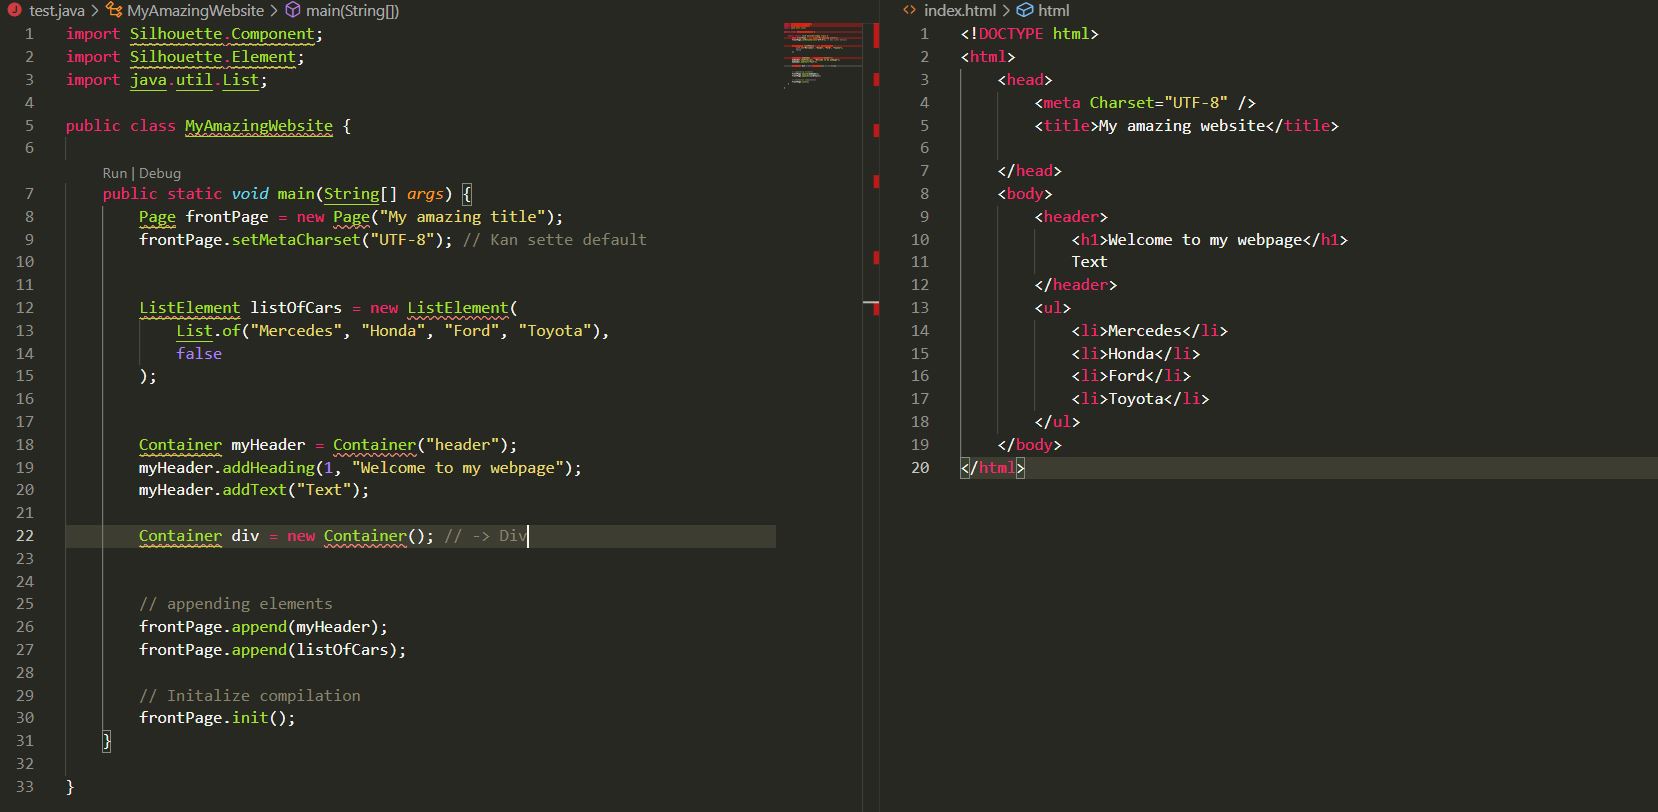 test.java > MyAmazingWebsite > main(String[])
1 import Silhouette.Component;
2 import Silhouette.Element;
3 import java.util.List;
4
5 public class MyAmazingWebsite {
6
Run | Debug
7 public static void main(String[] args) {
8 Page frontPage = new Page("My amazing title");
9 frontPage.setMetaCharset("UTF-8"); // Kan sette default
10
11
12 ListElement listOfCars = new ListElement(
13 List.of("Mercedes", "Honda", "Ford", "Toyota"),
14 false
15 );
16
17
18 Container myHeader = Container("header");
19 myHeader.addHeading(1, "Welcome to my webpage");
20 myHeader.addText("Text");
21
22 Container div = new Container(); // -> Div
23
24
25 // appending elements
26 frontPage.append(myHeader);
27 frontPage.append(listOfCars);
28
29 // Initalize compilation
30 frontPage.init();
31 }
32
33 }
index.html > html
1 <!DOCTYPE html>
2 <html>
3 <head>
4 <meta Charset="UTF-8" />
5 <title>My amazing website</title>
6
7 </head>
8 <body>
9 <header>
10 <h1>Welcome to my webpage</h1>
11 Text
12 </header>
13 <ul>
14 <li>Mercedes</li>
15 <li>Honda</li>
16 <li>Ford</li>
17 <li>Toyota</li>
18 </ul>
19 </body>
20 </html>